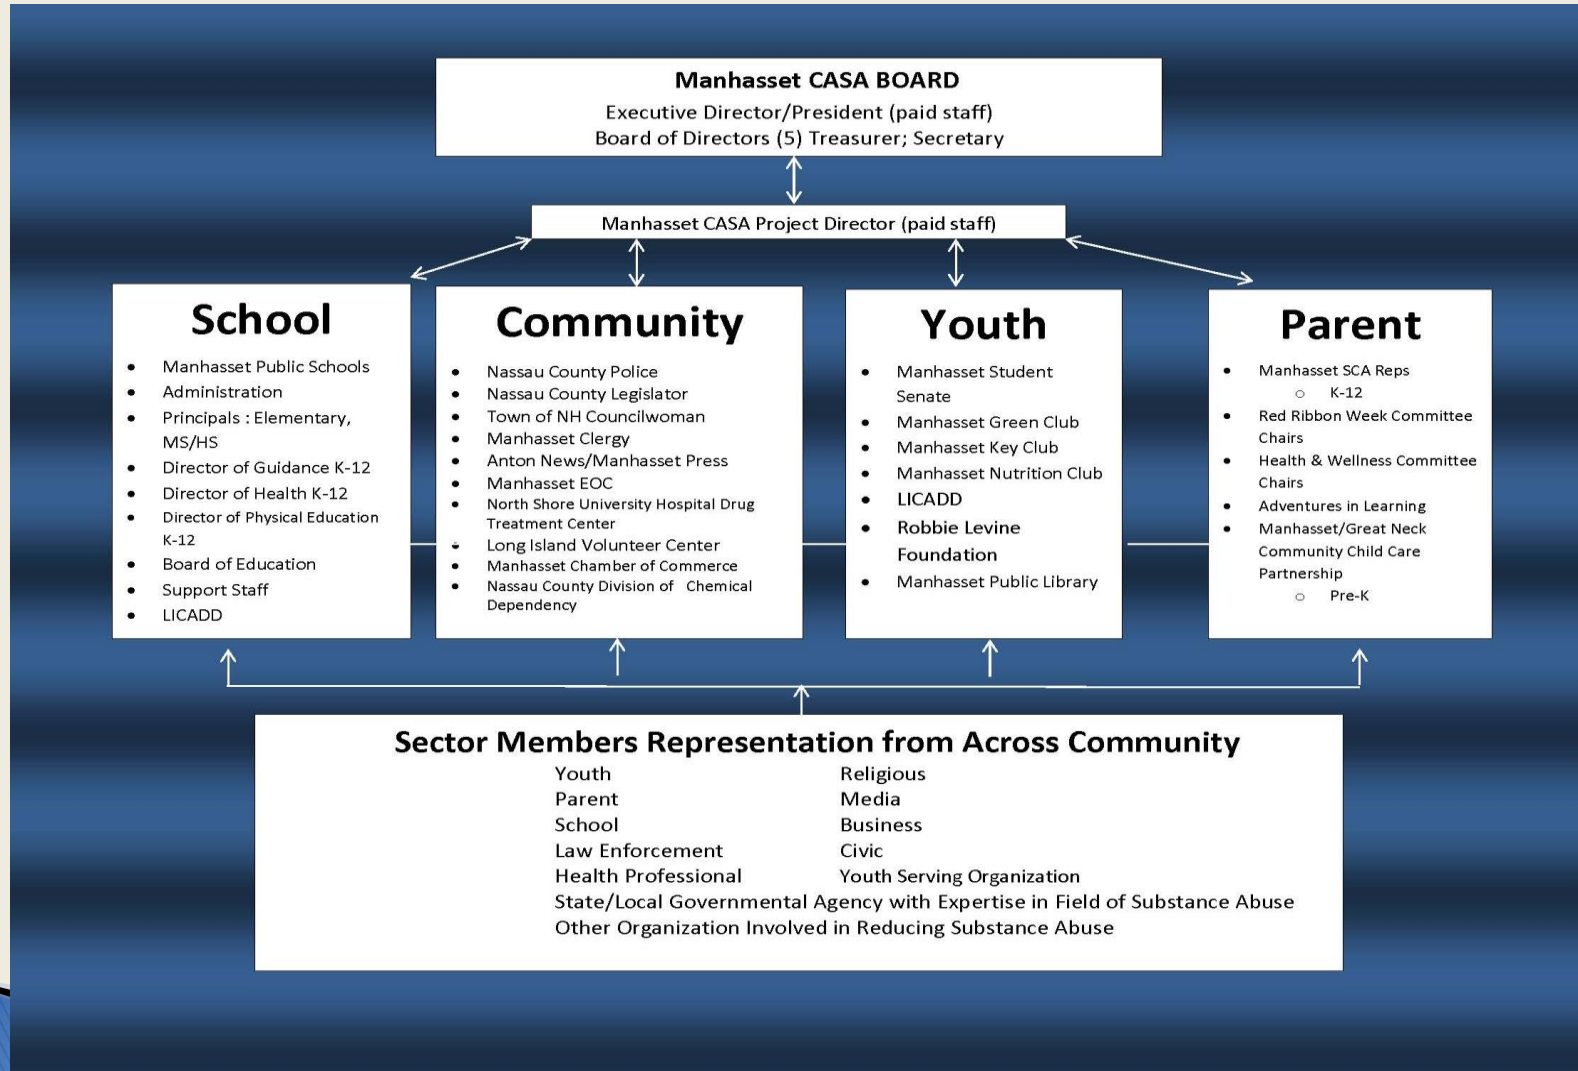 Manhasset CASA BOARD
Executive Director/President (paid staff)
Board of Directors (5) Treasurer; Secretary
Manhasset CASA Project Director (paid staff)
School
• Manhasset Public Schools
• Administration
• Principals : Elementary,
MS/HS
• Director of Guidance K-12
• Director of Health K-12
• Director of Physical Education
K-12
• Board of Education
• Support Staff
• LICADD
Community
• Nassau County Police
• Nassau County Legislator
• Town of NH Councilwoman
• Manhasset Clergy
• Anton News/Manhasset Press
• Manhasset EOC
• North Shore University Hospital Drug
Treatment Center
• Long Island Volunteer Center
• Manhasset Chamber of Commerce
• Nassau County Division of Chemical
Dependency
Youth
• Manhasset Student
Senate
• Manhasset Green Club
• Manhasset Key Club
• Manhasset Nutrition Club
• LICADD
• Robbie Levine
Foundation
• Manhasset Public Library
Parent
• Manhasset SCA Reps
○ K-12
• Red Ribbon Week Committee
Chairs
• Health & Wellness Committee
Chairs
• Adventures in Learning
• Manhasset/Great Neck
Community Child Care
Partnership
○ Pre-K
Sector Members Representation from Across Community
Youth Religious
Parent Media
School Business
Law Enforcement Civic
Health Professional Youth Serving Organization
State/Local Governmental Agency with Expertise in Field of Substance Abuse
Other Organization Involved in Reducing Substance Abuse